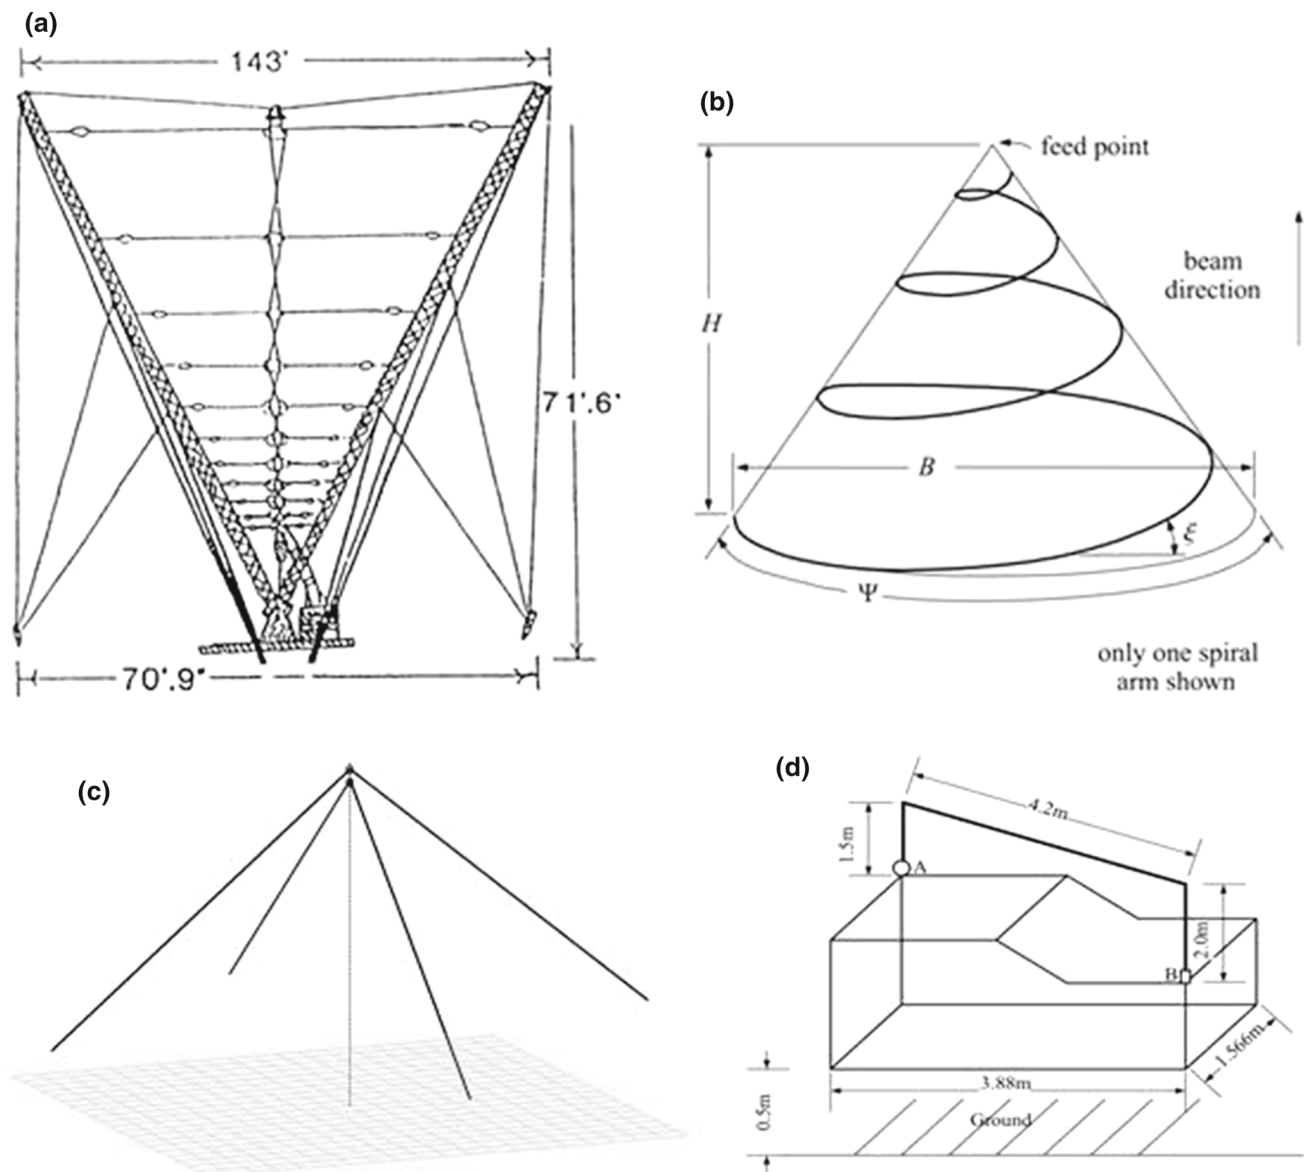 (a)
143'
71'.6'
70'.9"
(b)
feed point
H
beam
direction
B
ξ
Ψ
only one spiral
arm shown
(c)
(d)
4.2m
1.5m
A
2.0m
B
1.566m
3.88m
0.5m
Ground